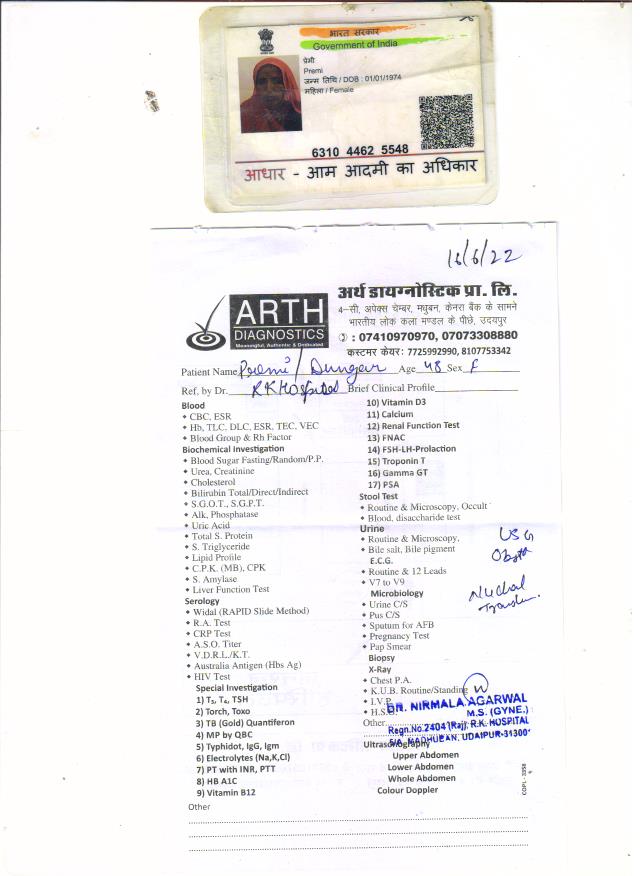 भारत सरकार
Government of India
प्रेमी
Premi
जन्म तिथि / DOB : 01/01/1974
महिला / Female
6310 4462 5548
आधार - आम आदमी का अधिकार
16/6/22
ARTH
DIAGNOSTICS
Meaningful, Authentic & Dedicated
अर्थ डायग्नोस्टिक प्रा. लि.
4-सी, अपेक्स चेम्बर, मधुबन, केनरा बैंक के सामने
भारतीय लोक कला मण्डल के पीछे, उदयपुर
: 07410970970, 07073308880
कस्टमर केयर: 7725992990, 8107753342
Patient Name Premi / Dungar Age 48 Sex F
Ref, by Dr. RK Hospital Brief Clinical Profile
Blood
CBC, ESR
Hb, TLC, DLC, ESR, TEC, VEC
Blood Group & Rh Factor
Biochemical Investigation
Blood Sugar Fasting/Random/P.P.
Urea, Creatinine
Cholesterol
Bilirubin Total/Direct/Indirect
S.G.O.T., S.G.P.T.
Alk, Phosphatase
Uric Acid
Total S. Protein
S. Triglyceride
Lipid Profile
C.P.K. (MB), CPK
S. Amylase
Liver Function Test
Serology
Widal (RAPID Slide Method)
R.A. Test
CRP Test
A.S.O. Titer
V.D.R.L./K.T.
Australia Antigen (Hbs Ag)
HIV Test
Special Investigation
1) T₃, T₄, TSH
2) Torch, Toxo
3) TB (Gold) Quantiferon
4) MP by QBC
5) Typhidot, IgG, Igm
6) Electrolytes (Na,K,Cl)
7) PT with INR, PTT
8) HB A1C
9) Vitamin B12
10) Vitamin D3
11) Calcium
12) Renal Function Test
13) FNAC
14) FSH-LH-Prolaction
15) Troponin T
16) Gamma GT
17) PSA
Stool Test
Routine & Microscopy, Occult
Blood, disaccharide test
Urine
Routine & Microscopy,
Bile salt, Bile pigment
E.C.G.
Routine & 12 Leads
V7 to V9
Microbiology
Urine C/S
Pus C/S
Sputum for AFB
Pregnancy Test
Pap Smear
Biopsy
X-Ray
Chest P.A.
K.U.B. Routine/Standing
I.V.P.
H.S.G.
Other
USG
Nuchal
DR. NIRMALA AGARWAL
M.S. (GYNE.)
Regn.No.2404 (Raj), R.K. HOSPITAL
5/A, MADHUBAN, UDAIPUR-31300
Ultrasonography
Upper Abdomen
Lower Abdomen
Whole Abdomen
Colour Doppler
Other